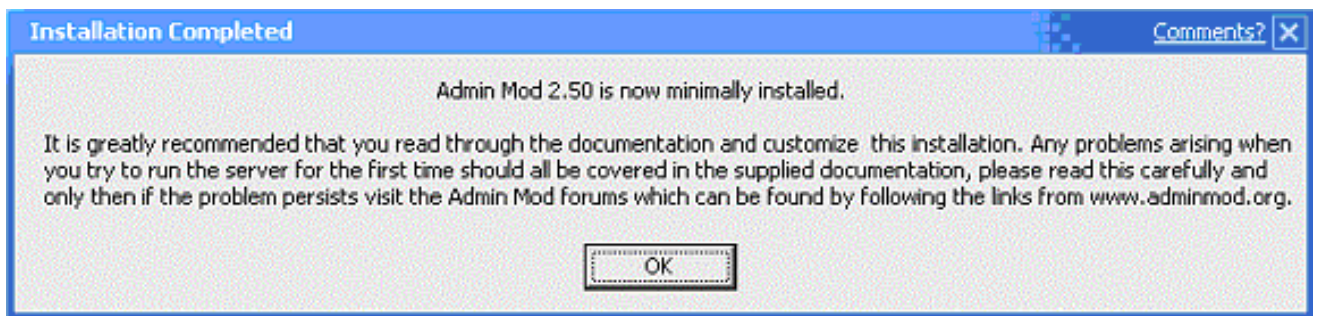 Installation Completed
Comments?
Admin Mod 2.50 is now minimally installed.
It is greatly recommended that you read through the documentation and customize  this installation. Any problems arising when
you try to run the server for the first time should all be covered in the supplied documentation, please read this carefully and
only then if the problem persists visit the Admin Mod forums which can be found by following the links from www.adminmod.org.
OK